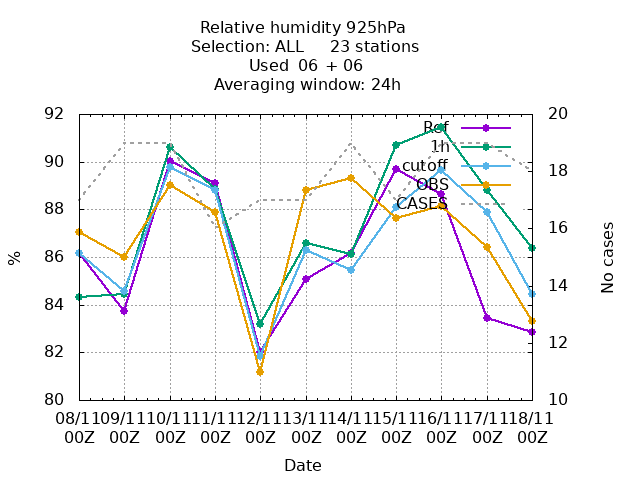 Relative humidity 925hPa
Selection: ALL 23 stations
Used 06 + 06
Averaging window: 24h
92
90
88
86
84
82
80
%
20
18
16
14
12
10
No cases
Ref
1h
cutoff
OBS
CASES
08/11 09/11 10/11 11/11 12/11 13/11 14/11 15/11 16/11 17/11 18/11
00Z 00Z 00Z 00Z 00Z 00Z 00Z 00Z 00Z 00Z 00Z
Date